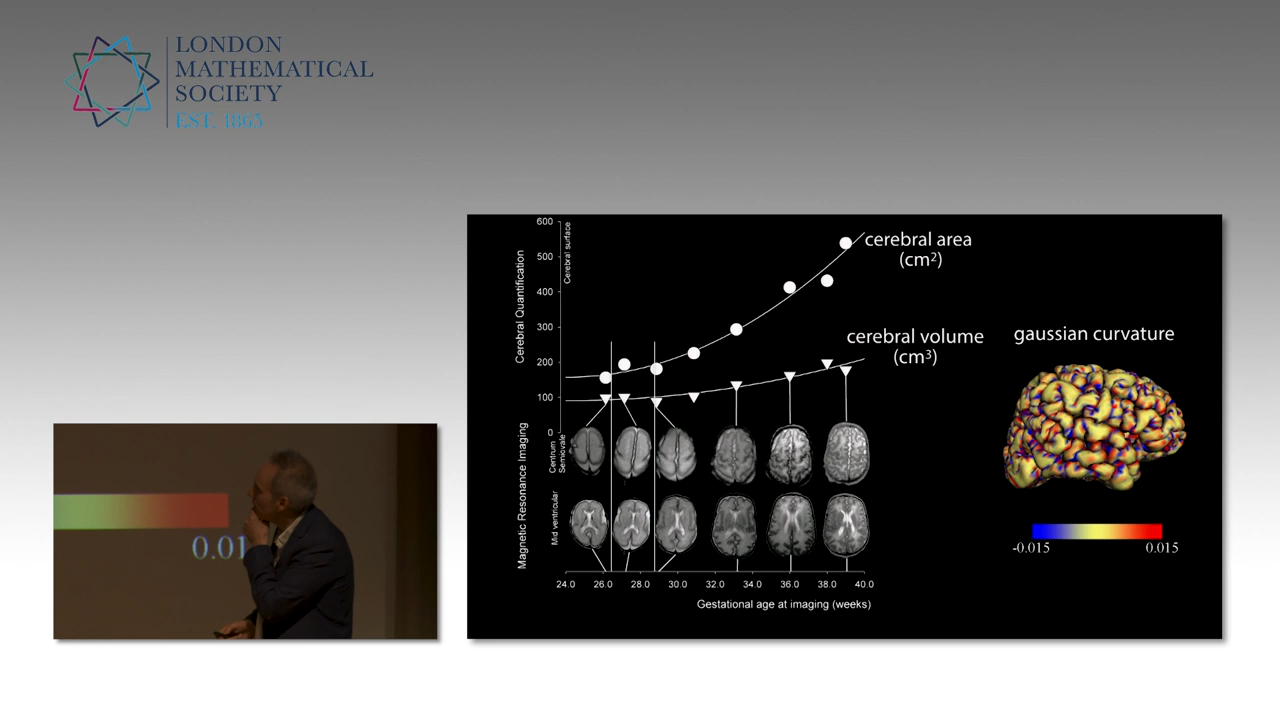 LONDON
MATHEMATICAL
SOCIETY
EST. 1865
600
500
400
300
200
100
0
Cerebral Quantification
Cerebral surface
cerebral area
(cm²)
cerebral volume
(cm³)
gaussian curvature
Magnetic Resonance Imaging
Centrum
Semiovale
Mid ventricular
24.0 26.0 28.0 30.0 32.0 34.0 36.0 38.0 40.0
Gestational age at imaging (weeks)
-0.015 0.015
0.01